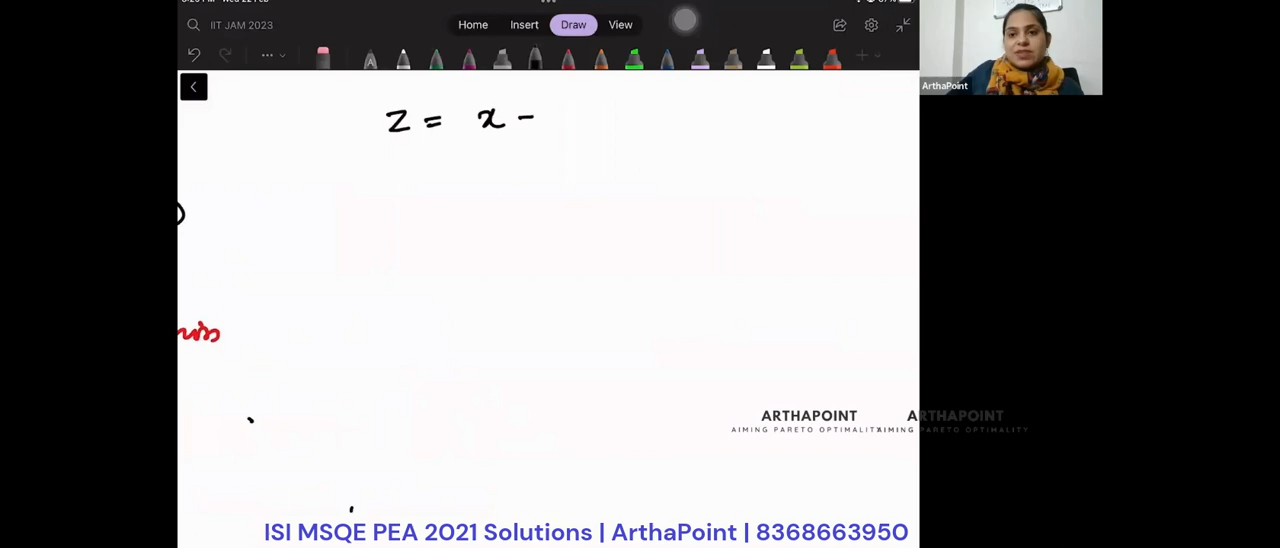 IIT JAM 2023
Home Insert Draw View
A
ArthaPoint
z = x -
ARTHAPOINT ARTHAPOINT
AIMING PARETO OPTIMALITY AIMING PARETO OPTIMALITY
ISI MSQE PEA 2021 Solutions | ArthaPoint | 8368663950